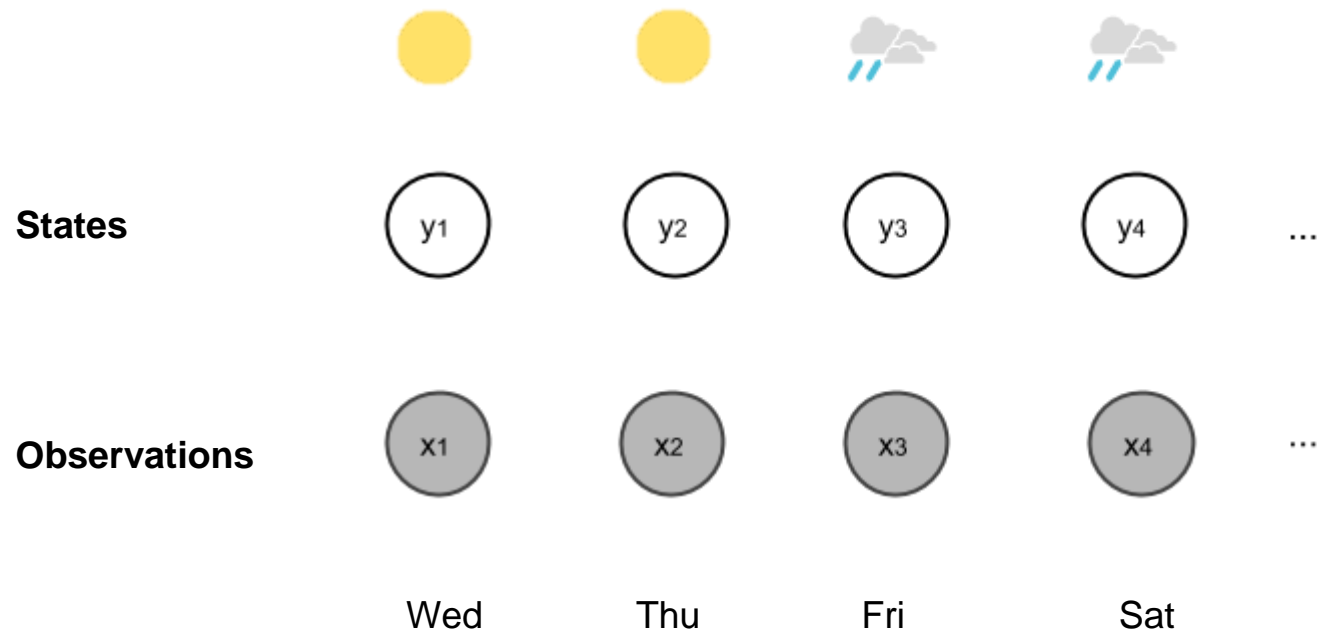 States y1 y2 y3 y4 ...
Observations x1 x2 x3 x4 ...
Wed Thu Fri Sat